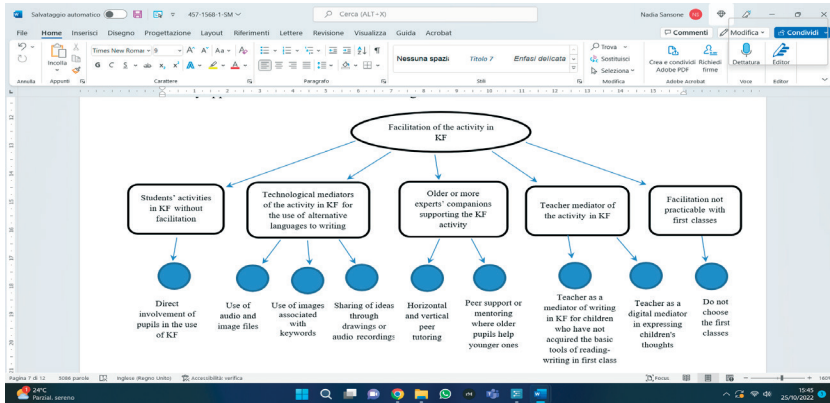 Salvataggio automatico
457-1568-1-SM
Cerca (ALT+X)
Nadia Sansone
NS
File Home Inserisci Disegno Progettazione Layout Riferimenti Lettere Revisione Visualizza Guida Acrobat
Commenti
Modifica
Condividi
Incolla
Times New Roman
9
G C S
Nessuna spazi
Titolo 7
Enfasi delicata
Trova
Sostituisci
Seleziona
Crea e condividi Adobe PDF
Richiedi firme
Dettatura
Editor
Annulla
Appunti
Carattere
Paragrafo
Stili
Modifica
Adobe Acrobat
Voce
Editor
Facilitation of the activity in
KF
Students' activities
in KF without
facilitation
Technological mediators
of the activity in KF for
the use of alternative
languages to writing
Older or more
experts' companions
supporting the KF
activity
Teacher mediator of
the activity in KF
Facilitation not
practicable with
first classes
Direct
involvement of
pupils in the use
of KF
Use of
audio and
image files
Use of images
associated
with
keywords
Sharing of ideas
through
drawings or
audio recordings
Horizontal
and vertical
peer
tutoring
Peer support or
mentoring
where older
pupils help
younger ones
Teacher as a
mediator of writing
in KF for children
who have not
acquired the basic
tools of reading-
writing in first class
Teacher as a
digital mediator
in expressing
children's
thoughts
Do not
choose
the first
classes
Pagina 7 di 12
5098 parole
Inglese (Regno Unito)
Accessibilità: verifica
Focus
160%
24°C
Parzial. sereno
15:45
25/10/2022